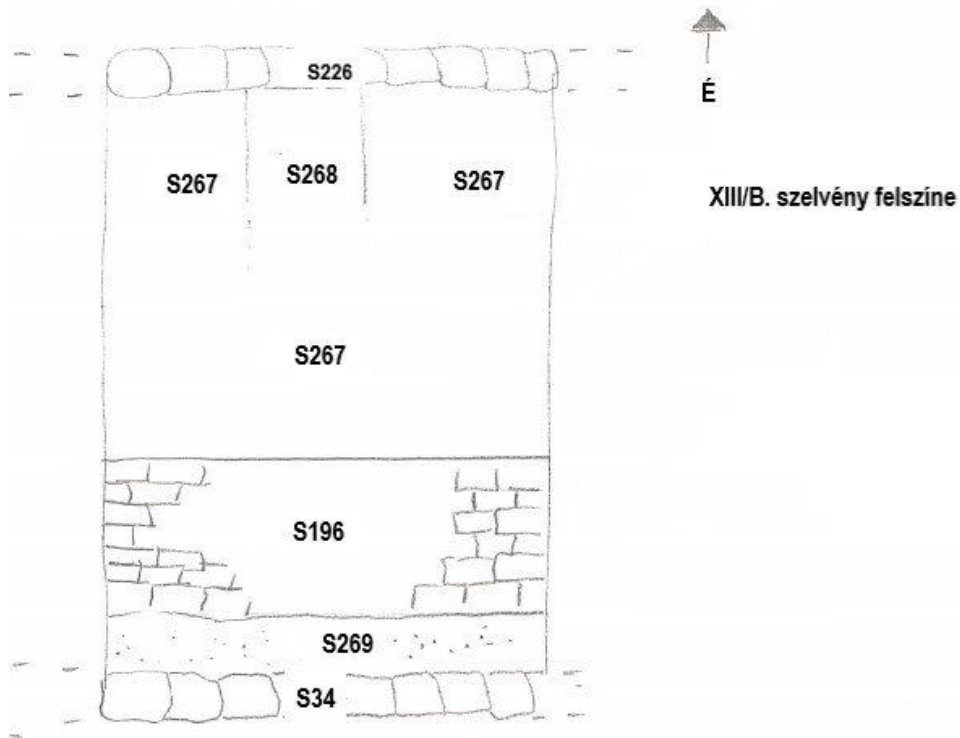 S226
É
S267
S268
S267
XIII/B. szelvény felszíne
S267
S196
S269
S34